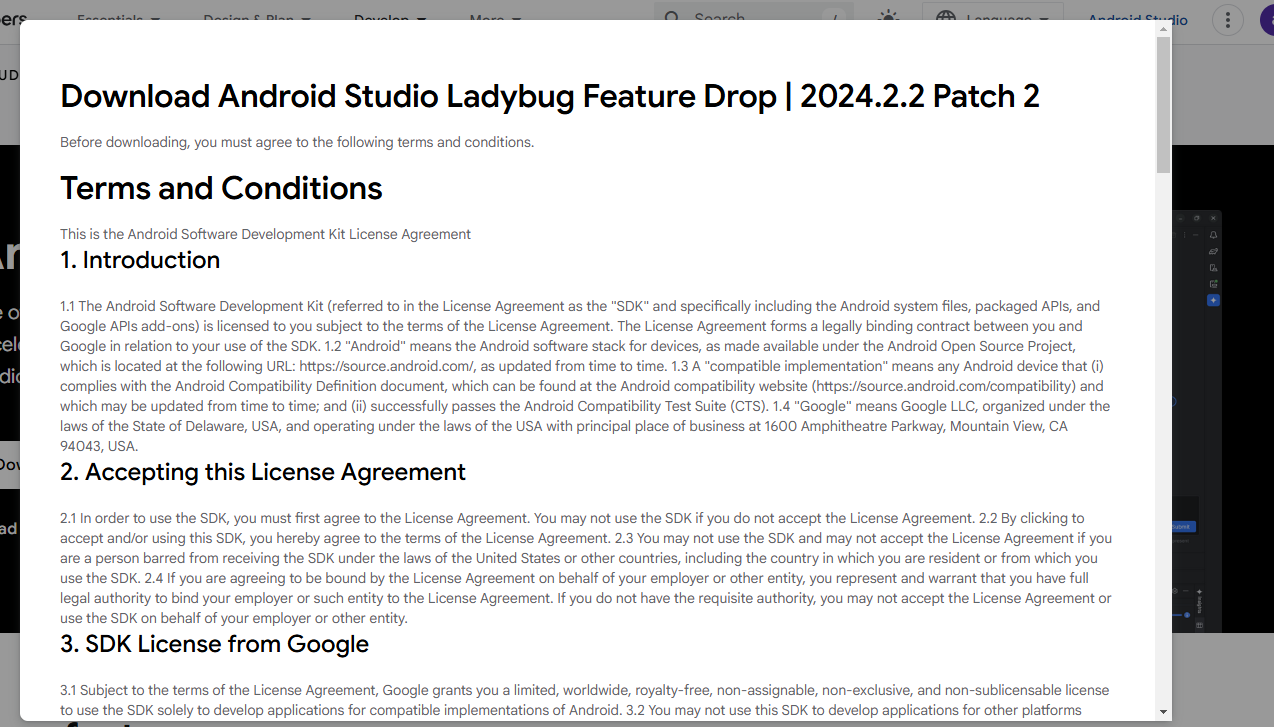 Essentials Design & Plan Develop More Search / Language Android Studio
Download Android Studio Ladybug Feature Drop | 2024.2.2 Patch 2
Before downloading, you must agree to the following terms and conditions.
Terms and Conditions
This is the Android Software Development Kit License Agreement
1. Introduction
1.1 The Android Software Development Kit (referred to in the License Agreement as the "SDK" and specifically including the Android system files, packaged APIs, and
Google APIs add-ons) is licensed to you subject to the terms of the License Agreement. The License Agreement forms a legally binding contract between you and
Google in relation to your use of the SDK. 1.2 "Android" means the Android software stack for devices, as made available under the Android Open Source Project,
which is located at the following URL: https://source.android.com/, as updated from time to time. 1.3 A "compatible implementation" means any Android device that (i)
complies with the Android Compatibility Definition document, which can be found at the Android compatibility website (https://source.android.com/compatibility) and
which may be updated from time to time; and (ii) successfully passes the Android Compatibility Test Suite (CTS). 1.4 "Google" means Google LLC, organized under the
laws of the State of Delaware, USA, and operating under the laws of the USA with principal place of business at 1600 Amphitheatre Parkway, Mountain View, CA
94043, USA.
2. Accepting this License Agreement
2.1 In order to use the SDK, you must first agree to the License Agreement. You may not use the SDK if you do not accept the License Agreement. 2.2 By clicking to
accept and/or using this SDK, you hereby agree to the terms of the License Agreement. 2.3 You may not use the SDK and may not accept the License Agreement if you
are a person barred from receiving the SDK under the laws of the United States or other countries, including the country in which you are resident or from which you
use the SDK. 2.4 If you are agreeing to be bound by the License Agreement on behalf of your employer or other entity, you represent and warrant that you have full
legal authority to bind your employer or such entity to the License Agreement. If you do not have the requisite authority, you may not accept the License Agreement or
use the SDK on behalf of your employer or other entity.
3. SDK License from Google
3.1 Subject to the terms of the License Agreement, Google grants you a limited, worldwide, royalty-free, non-assignable, non-exclusive, and non-sublicensable license
to use the SDK solely to develop applications for compatible implementations of Android. 3.2 You may not use this SDK to develop applications for other platforms